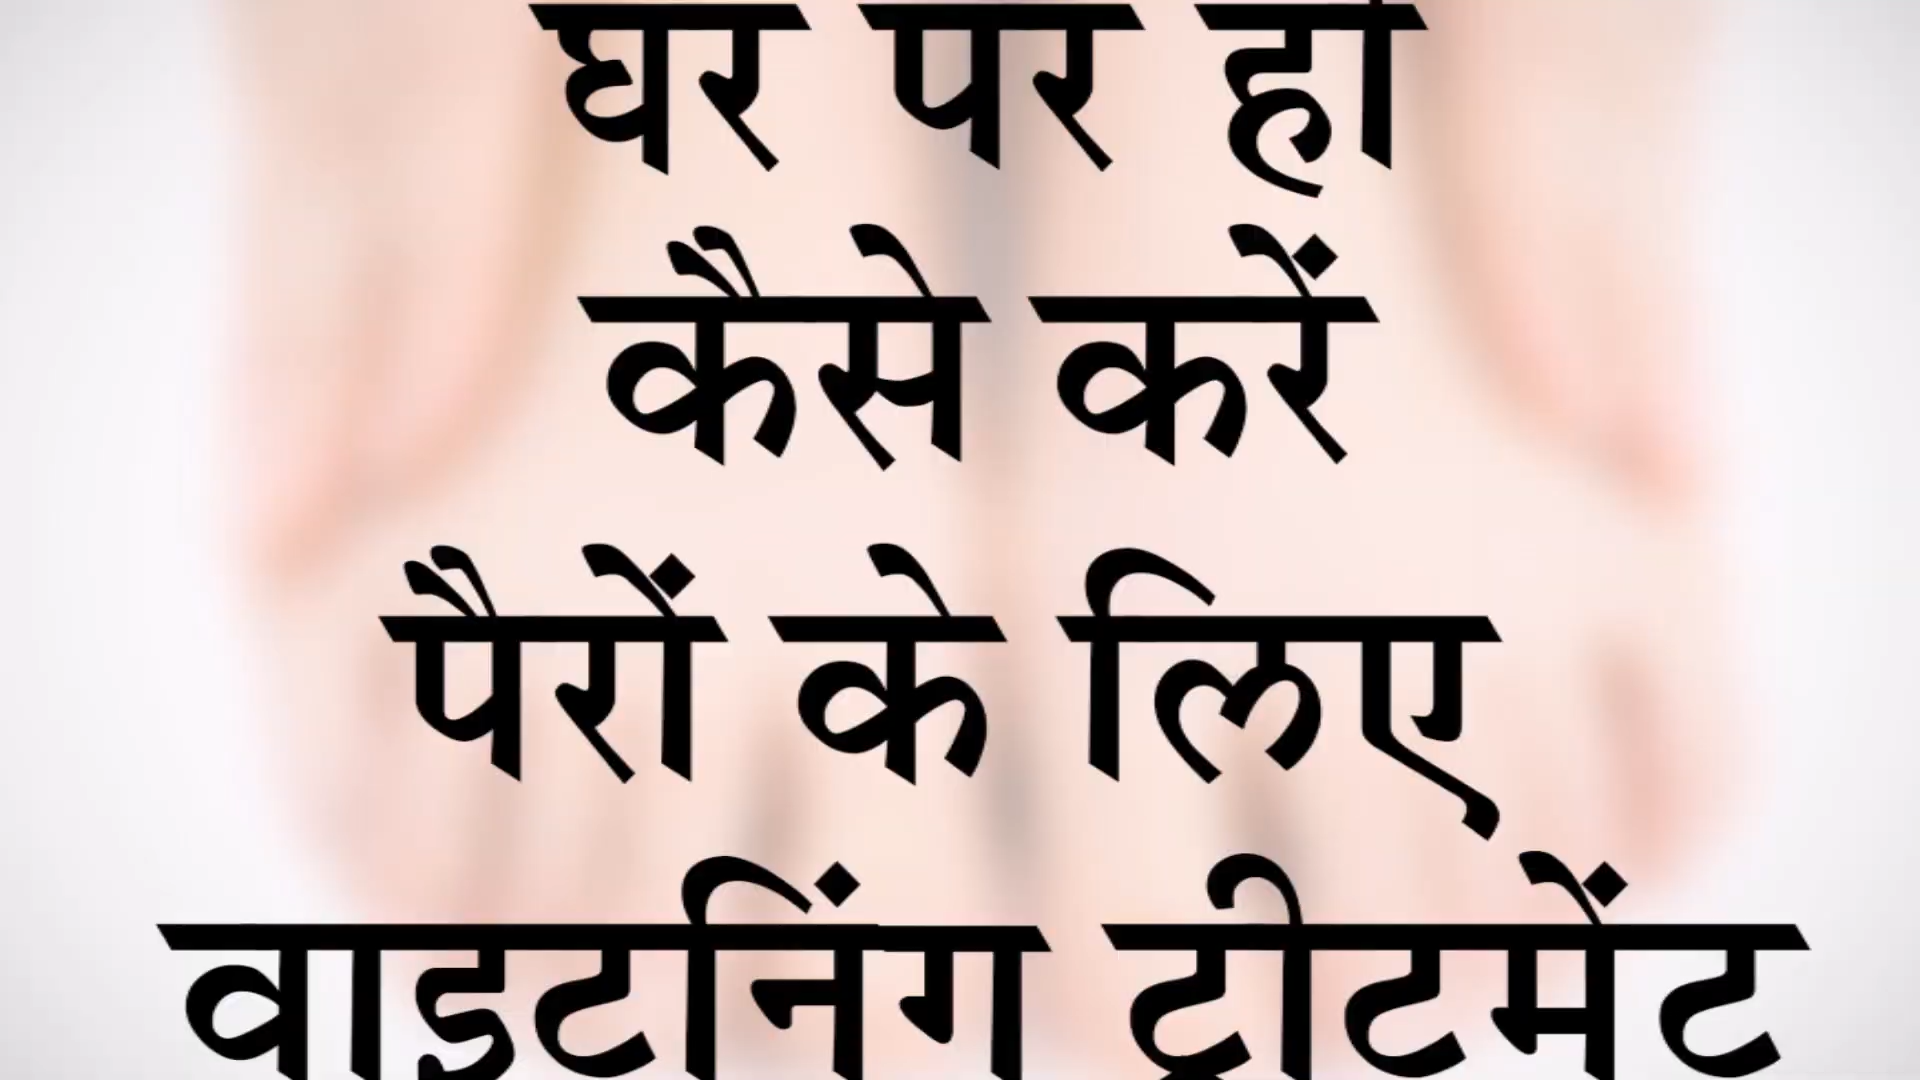 घर पर ही
कैसे करें
पैरों के लिए
वाइटनिंग ट्रीटमेंट